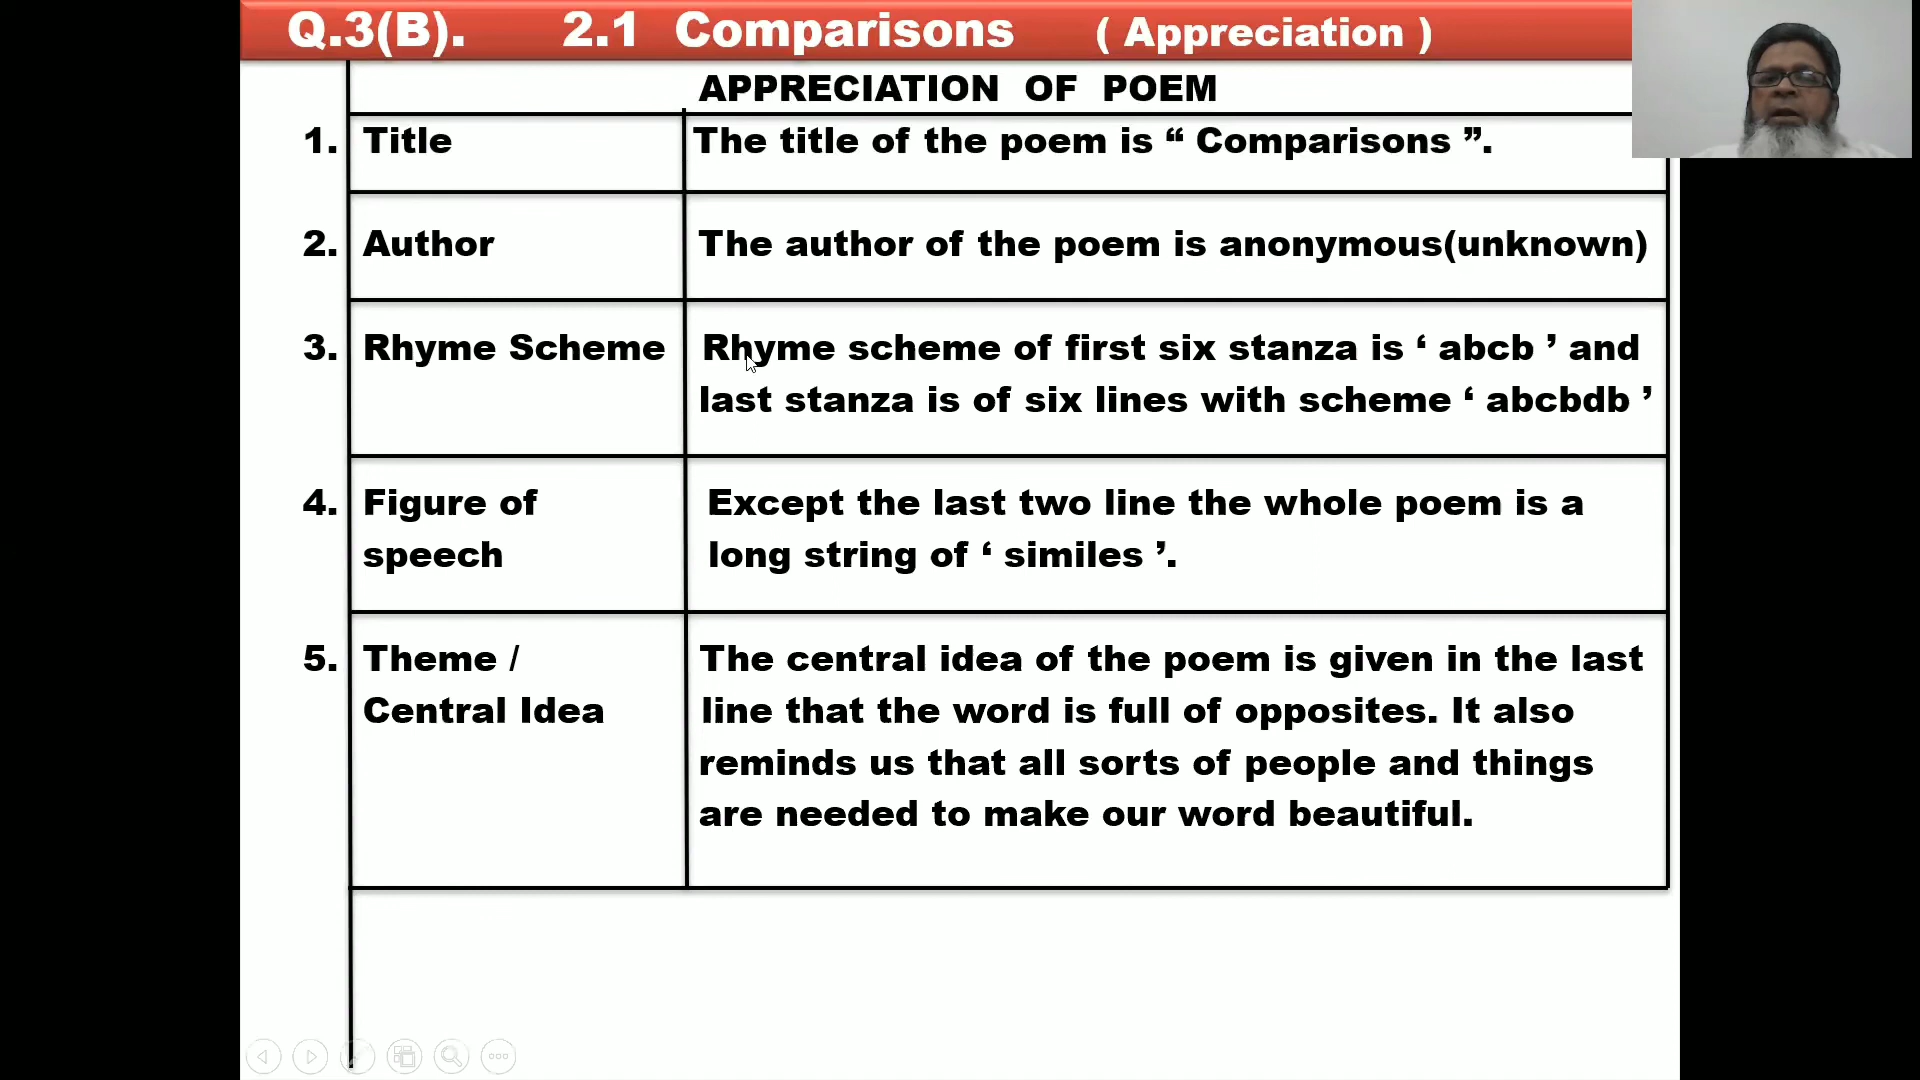 Q.3(B). 2.1 Comparisons ( Appreciation )
APPRECIATION OF POEM
1. Title The title of the poem is “ Comparisons ”.
2. Author The author of the poem is anonymous(unknown)
3. Rhyme Scheme Rhyme scheme of first six stanza is ‘ abcb ’ and
last stanza is of six lines with scheme ‘ abcbdb ’
4. Figure of Except the last two line the whole poem is a
speech long string of ‘ similes ’.
5. Theme / The central idea of the poem is given in the last
Central Idea line that the word is full of opposites. It also
reminds us that all sorts of people and things
are needed to make our word beautiful.